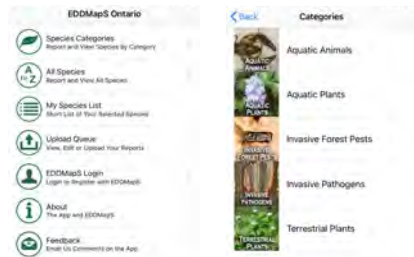 EDDMapS Ontario
Species Categories
Report and View Species by Category
A to Z
All Species
Report and View All Species
My Species List
Short List of Your Selected Species
Upload Queue
View, Edit or Upload Your Reports
EDDMapS Login
Login or Register with EDDMapS
i
About
The App and EDDMapS
Feedback
Email Us Comments on the App
Back
Categories
AQUATIC
ANIMALS
Aquatic Animals
AQUATIC
PLANTS
Aquatic Plants
INVASIVE
FOREST PESTS
Invasive Forest Pests
INVASIVE
PATHOGENS
Invasive Pathogens
TERRESTRIAL
PLANTS
Terrestrial Plants